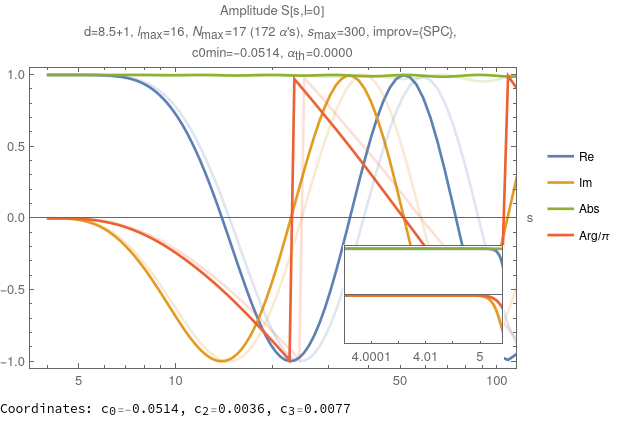 Amplitude S[s,l=0]
d=8.5+1, lmax=16, Nmax=17 (172 α's), smax=300, improv={SPC},
c0min=-0.0514, αth=0.0000
1.0
0.5
0.0
-0.5
-1.0
s
Re
Im
Abs
Arg/π
4.0001 4.01 5
5 10 50 100
Coordinates: c0=-0.0514, c2=0.0036, c3=0.0077